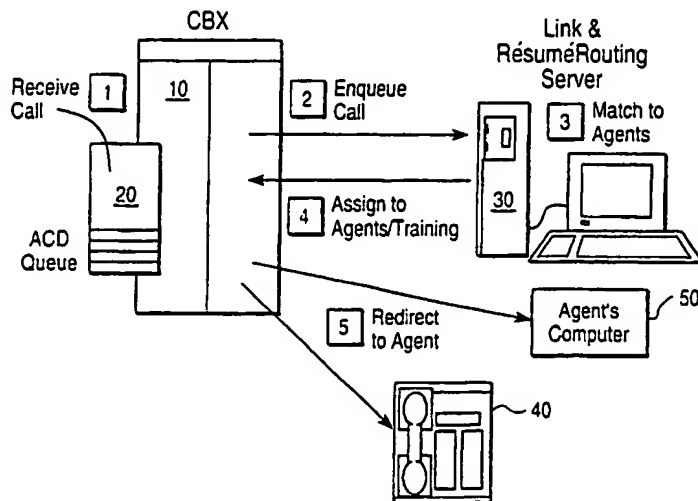 CBX
Link &
RésuméRouting
Server
Receive
Call
1
10
2
Enqueue
Call
3
Match to
Agents
20
30
4
Assign to
Agents/Training
ACD
Queue
5
Redirect
to Agent
Agent's
Computer
50
40